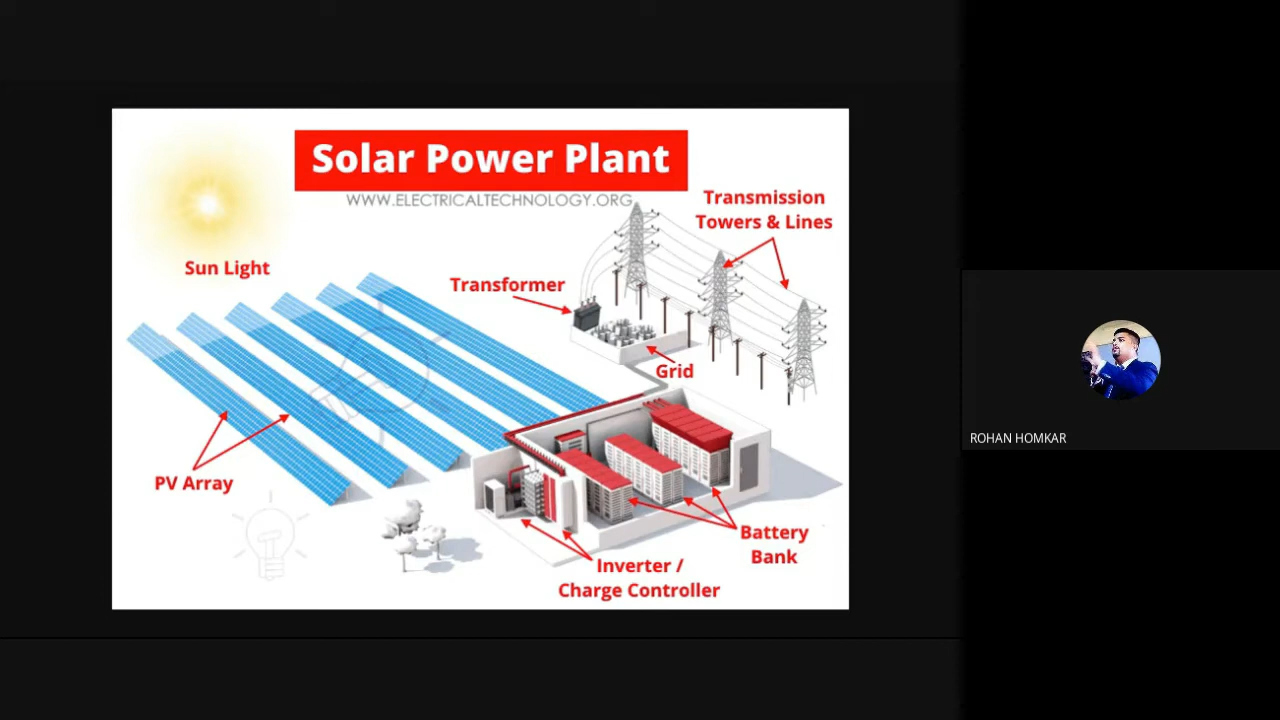 Solar Power Plant
WWW.ELECTRICALTECHNOLOGY.ORG
Transmission
Towers & Lines
Sun Light
Transformer
Grid
PV Array
Battery
Bank
Inverter /
Charge Controller
ROHAN HOMKAR